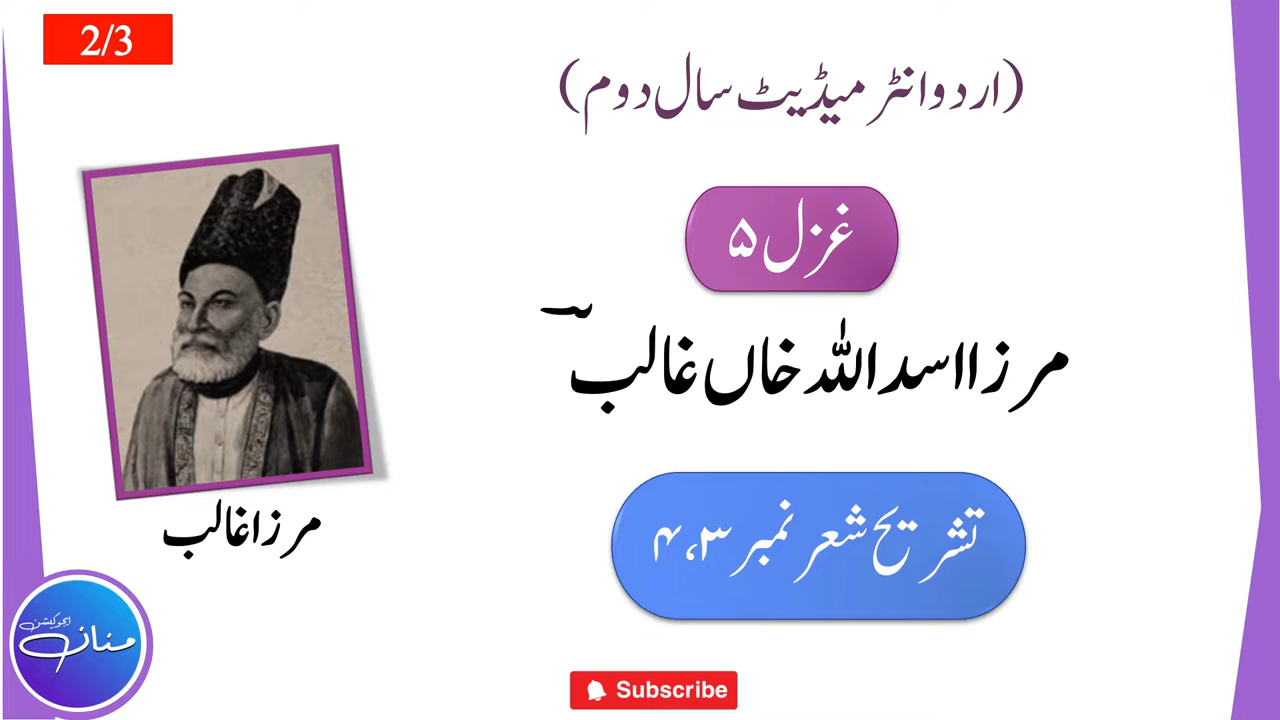 2/3
(اردو انٹر میڈیٹ سال دوم)
غزل ۵
مرزا اسد اللہ خاں غالبؔ
مرزا غالب
تشریح شعر نمبر ۳، ۴
ایجوکیشن
منان
Subscribe